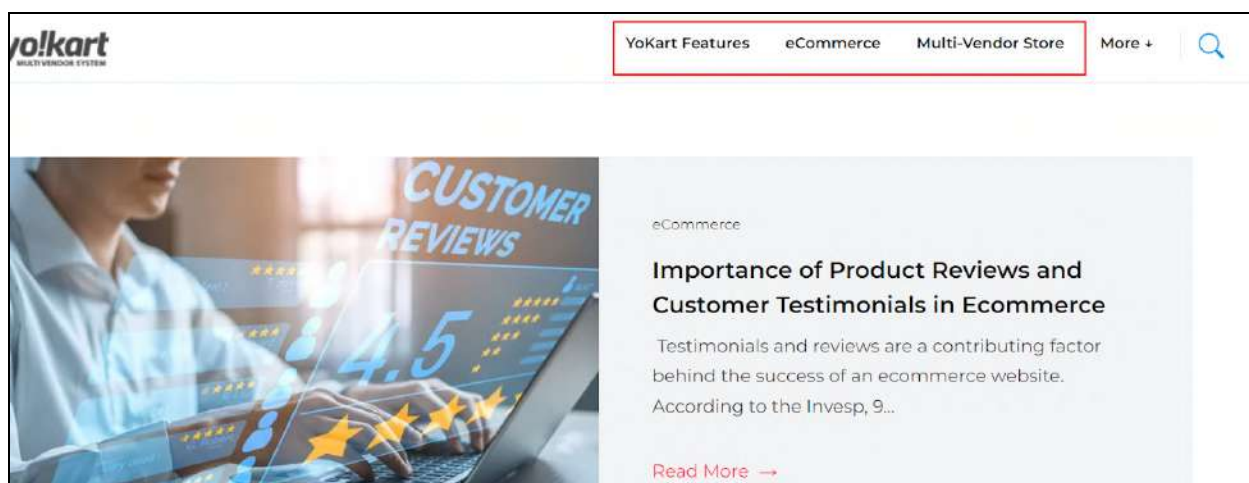 yo!kart
MULTI VENDOR SYSTEM
YoKart Features eCommerce Multi-Vendor Store More ↓
CUSTOMER
REVIEWS
4.5
eCommerce
Importance of Product Reviews and
Customer Testimonials in Ecommerce
Testimonials and reviews are a contributing factor
behind the success of an ecommerce website.
According to the Invesp, 9...
Read More →